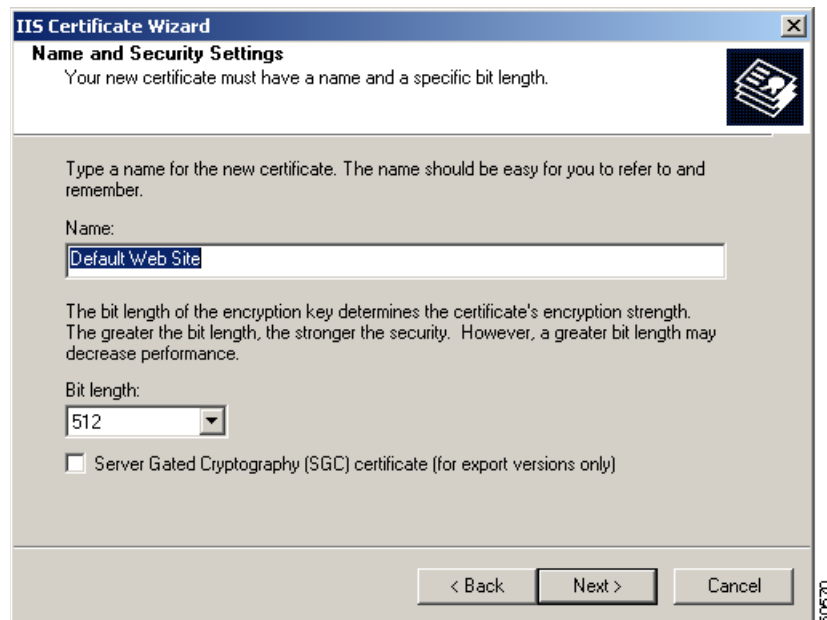 IIS Certificate Wizard
Name and Security Settings
Your new certificate must have a name and a specific bit length.
Type a name for the new certificate. The name should be easy for you to refer to and
remember.
Name:
Default Web Site
The bit length of the encryption key determines the certificate's encryption strength.
The greater the bit length, the stronger the security. However, a greater bit length may
decrease performance.
Bit length:
512
Server Gated Cryptography (SGC) certificate (for export versions only)
< Back
Next >
Cancel